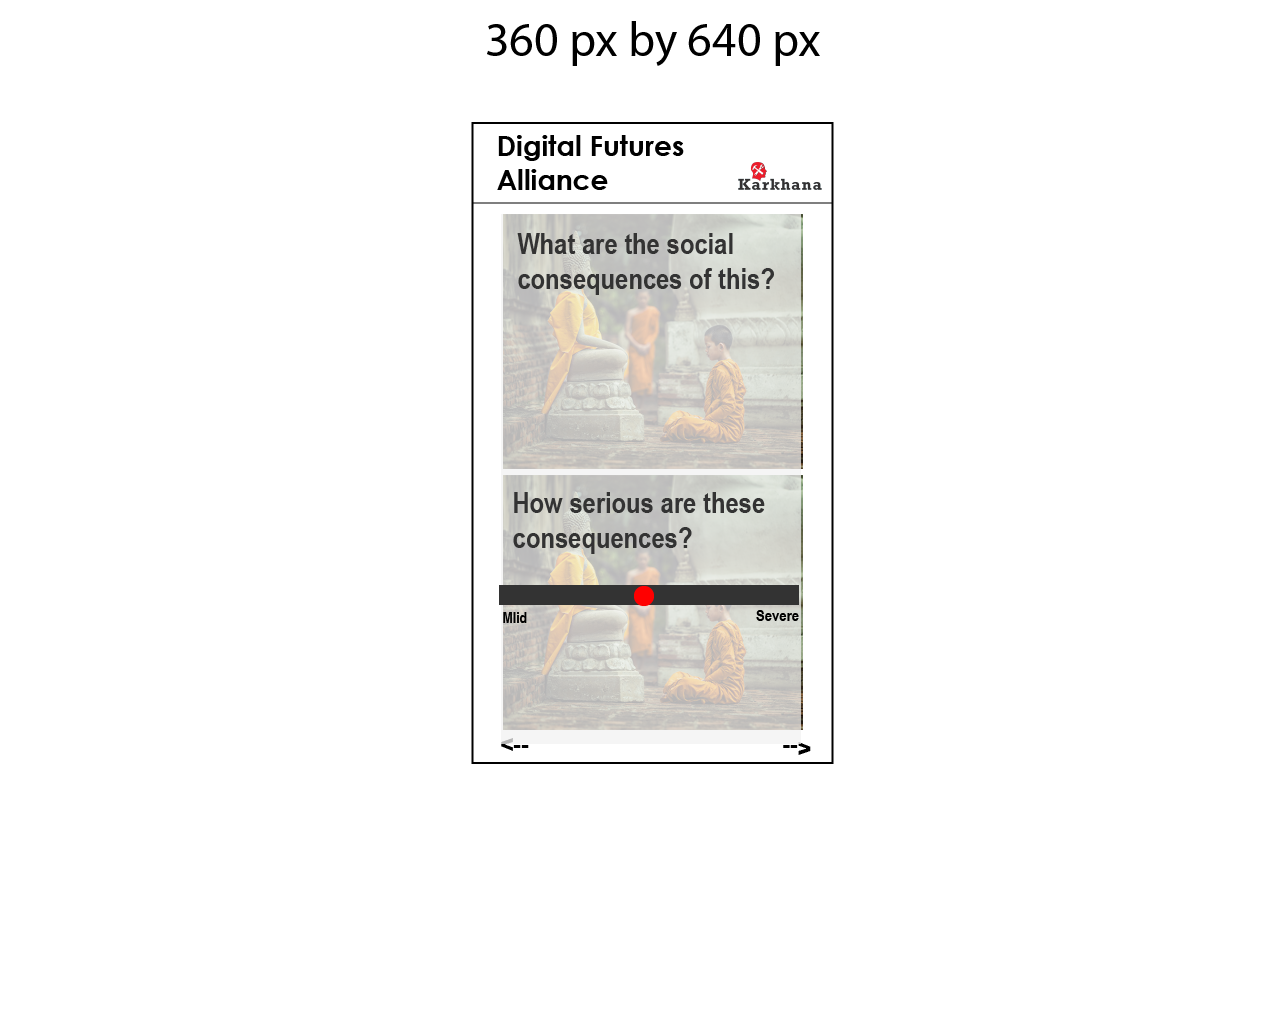 360 px by 640 px
Digital Futures
Alliance
Karkhana
What are the social
consequences of this?
How serious are these
consequences?
Mlid
Severe
<--
-->